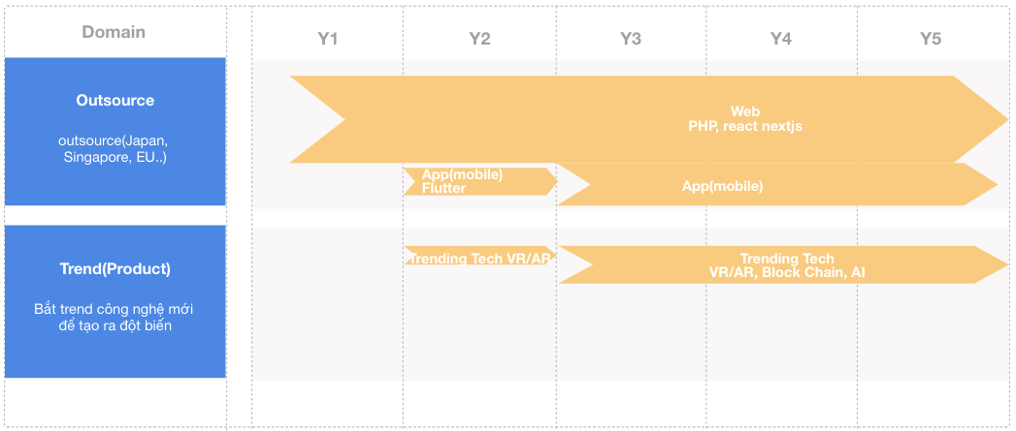 Domain
Y1
Y2
Y3
Y4
Y5
Outsource
outsource(Japan,
Singapore, EU..)
Web
PHP, react nextjs
App(mobile)
Flutter
App(mobile)
Trend(Product)
Bắt trend công nghệ mới
để tạo ra đột biến
Trending Tech VR/AR
Trending Tech
VR/AR, Block Chain, AI